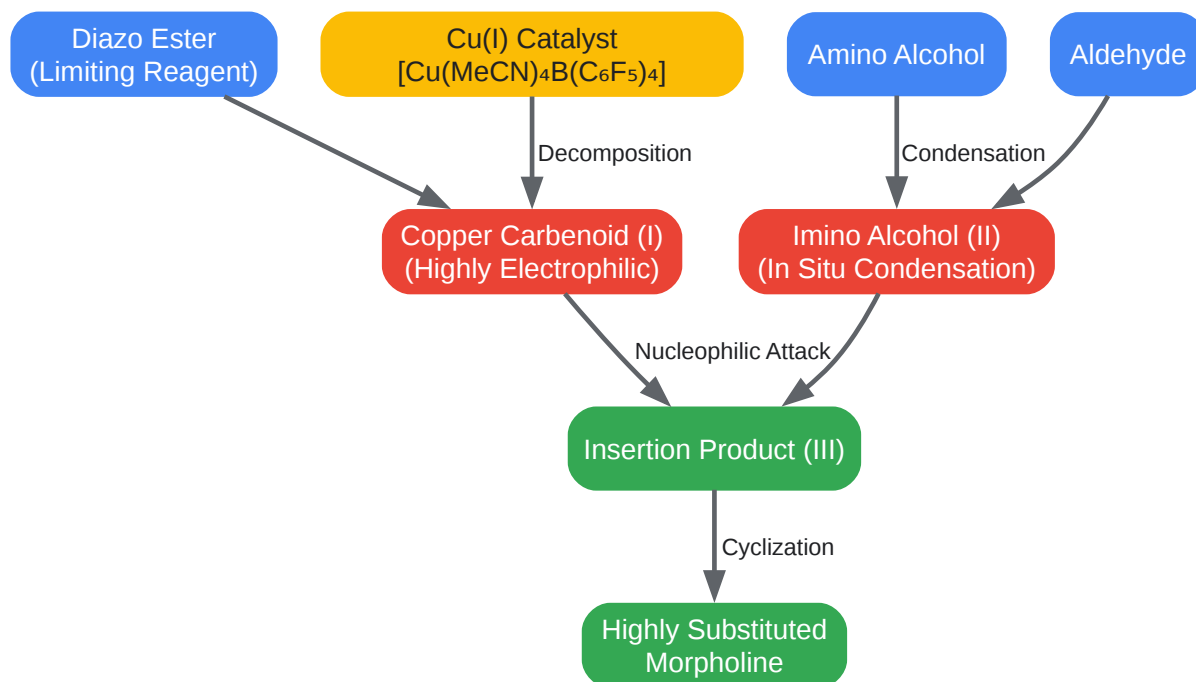 Diazo Ester
(Limiting Reagent)
Cu(I) Catalyst
[Cu(MeCN)₄B(C₆F₅)₄]
Amino Alcohol
Aldehyde
Decomposition
Condensation
Copper Carbenoid (I)
(Highly Electrophilic)
Imino Alcohol (II)
(In Situ Condensation)
Nucleophilic Attack
Insertion Product (III)
Cyclization
Highly Substituted
Morpholine